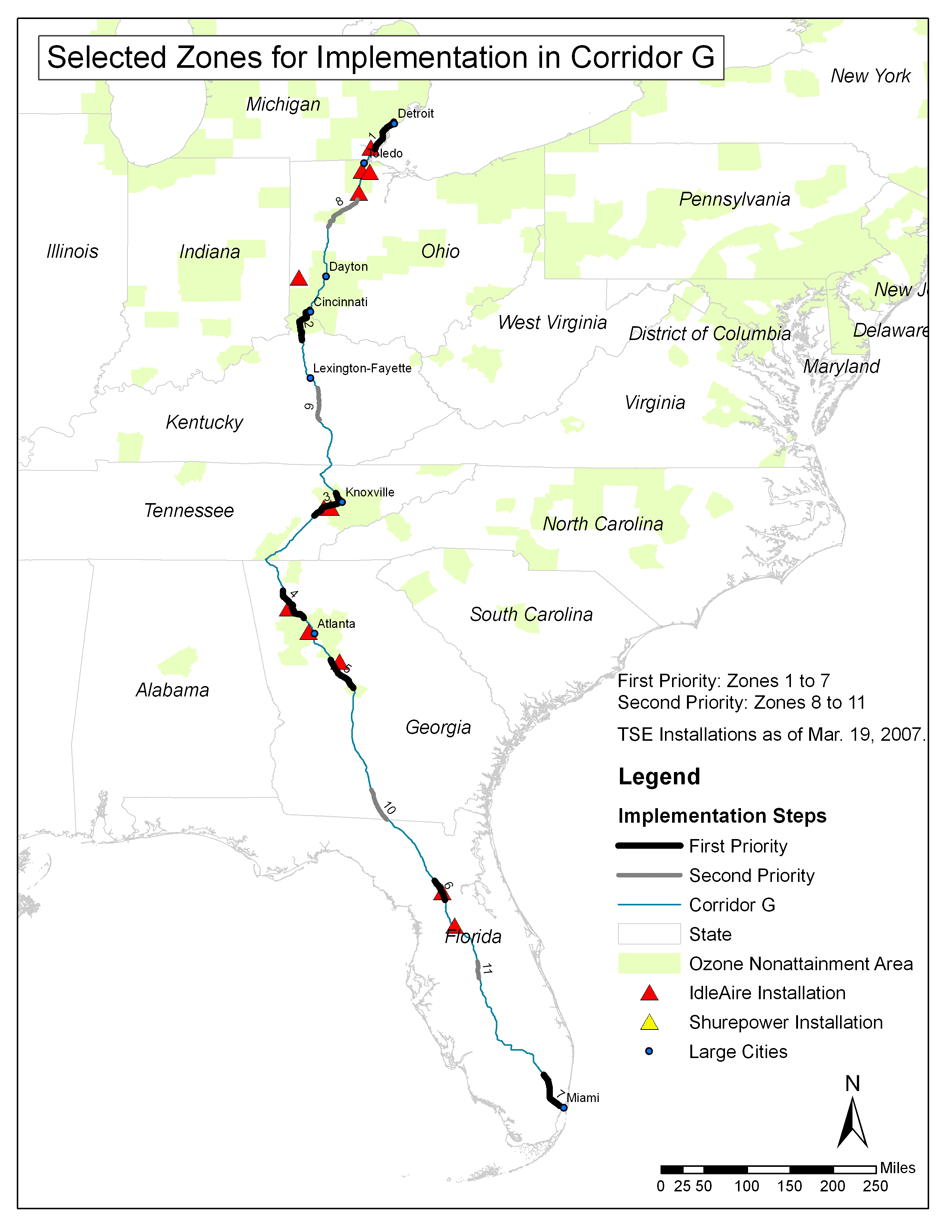 Selected Zones for Implementation in Corridor G
New York
Michigan
Detroit
1
Toledo
Pennsylvania
8
Illinois
Indiana
Ohio
Dayton
New J
Cincinnati
2
West Virginia
District of Columbia
Delaware
Lexington-Fayette
Maryland
9
Virginia
Kentucky
3
Knoxville
Tennessee
North Carolina
4
Atlanta
South Carolina
5
Alabama
Georgia
First Priority: Zones 1 to 7
Second Priority: Zones 8 to 11
TSE Installations as of Mar. 19, 2007.
Legend
Implementation Steps
10
First Priority
Second Priority
6
Corridor G
Florida
State
11
Ozone Nonattainment Area
IdleAire Installation
Shurepower Installation
Large Cities
7
Miami
N
Miles
0 25 50 100 150 200 250